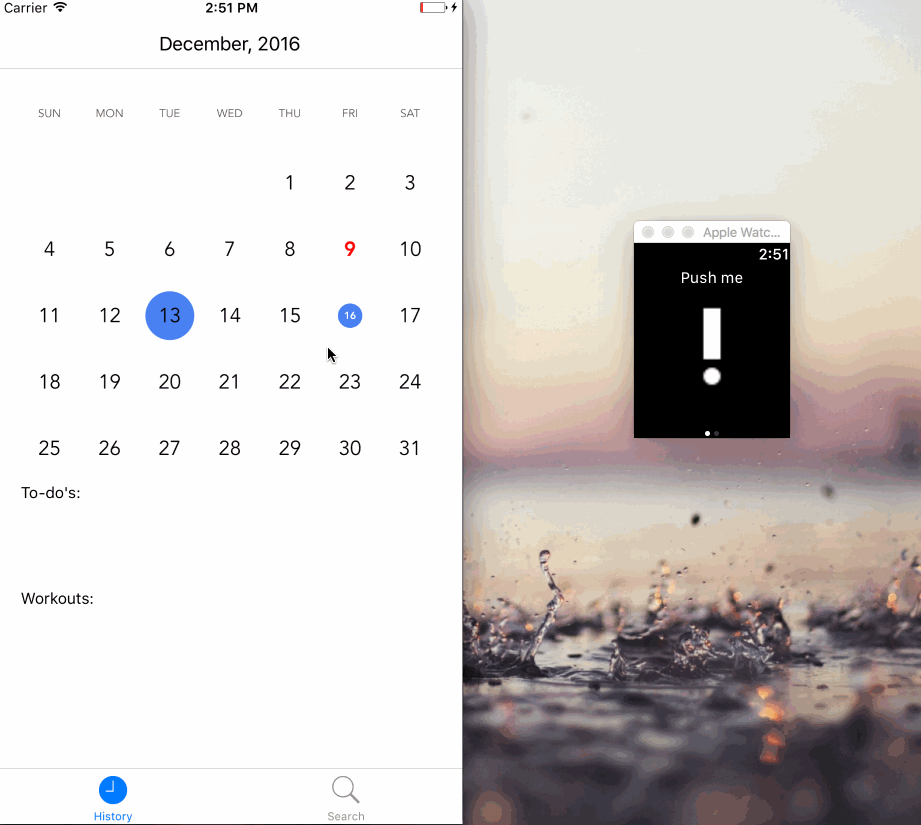 Carrier 2:51 PM
December, 2016
SUN MON TUE WED THU FRI SAT
1 2 3
4 5 6 7 8 9 10
11 12 13 14 15 16 17
18 19 20 21 22 23 24
25 26 27 28 29 30 31
To-do's:
Workouts:
History Search
Apple Watc...
2:51
Push me
!